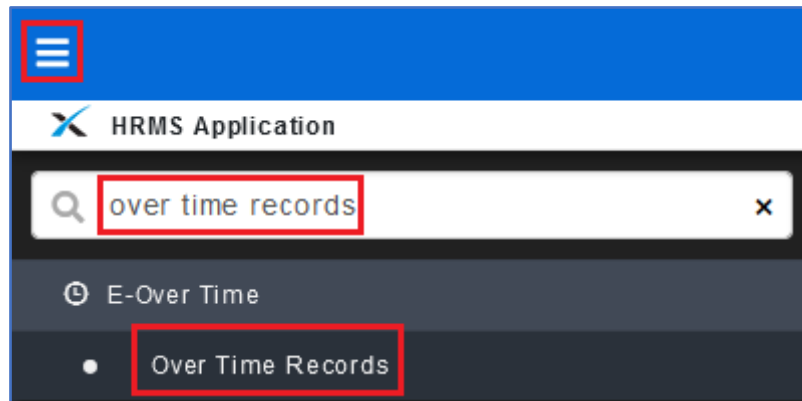 HRMS Application
over time records
E-Over Time
Over Time Records